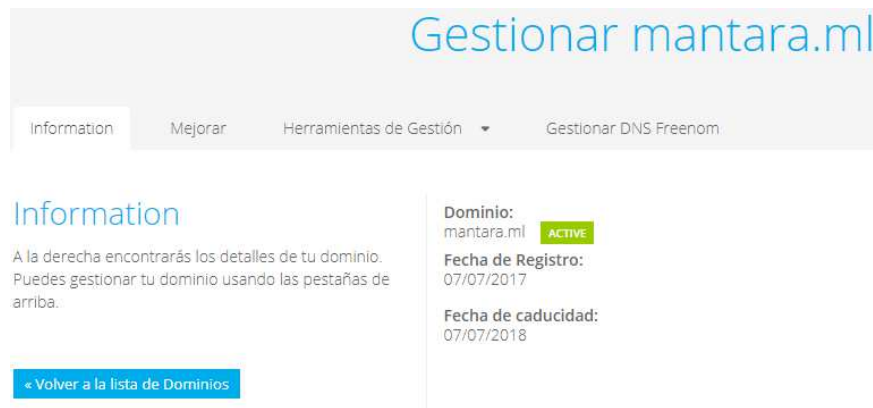 Gestionar mantara.ml
Information
Mejorar
Herramientas de Gestión
Gestionar DNS Freenom
Information
A la derecha encontrarás los detalles de tu dominio.
Puedes gestionar tu dominio usando las pestañas de
arriba.
« Volver a la lista de Dominios
Dominio:
mantara.ml ACTIVE
Fecha de Registro:
07/07/2017
Fecha de caducidad:
07/07/2018